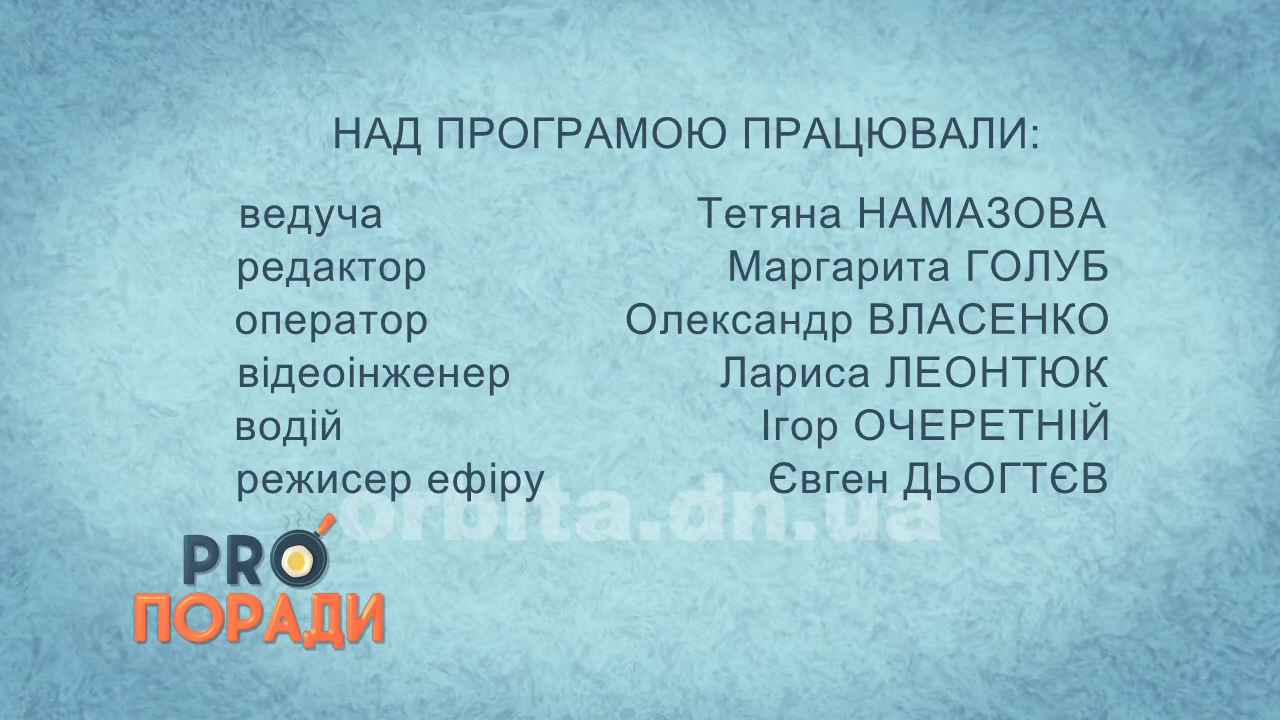 НАД ПРОГРАМОЮ ПРАЦЮВАЛИ:
ведуча Тетяна НАМАЗОВА
редактор Маргарита ГОЛУБ
оператор Олександр ВЛАСЕНКО
відеоінженер Лариса ЛЕОНТЮК
водій Ігор ОЧЕРЕТНІЙ
режисер ефіру Євген ДЬОГТЄВ
orbita.dn.ua
PRO
ПОРАДИ